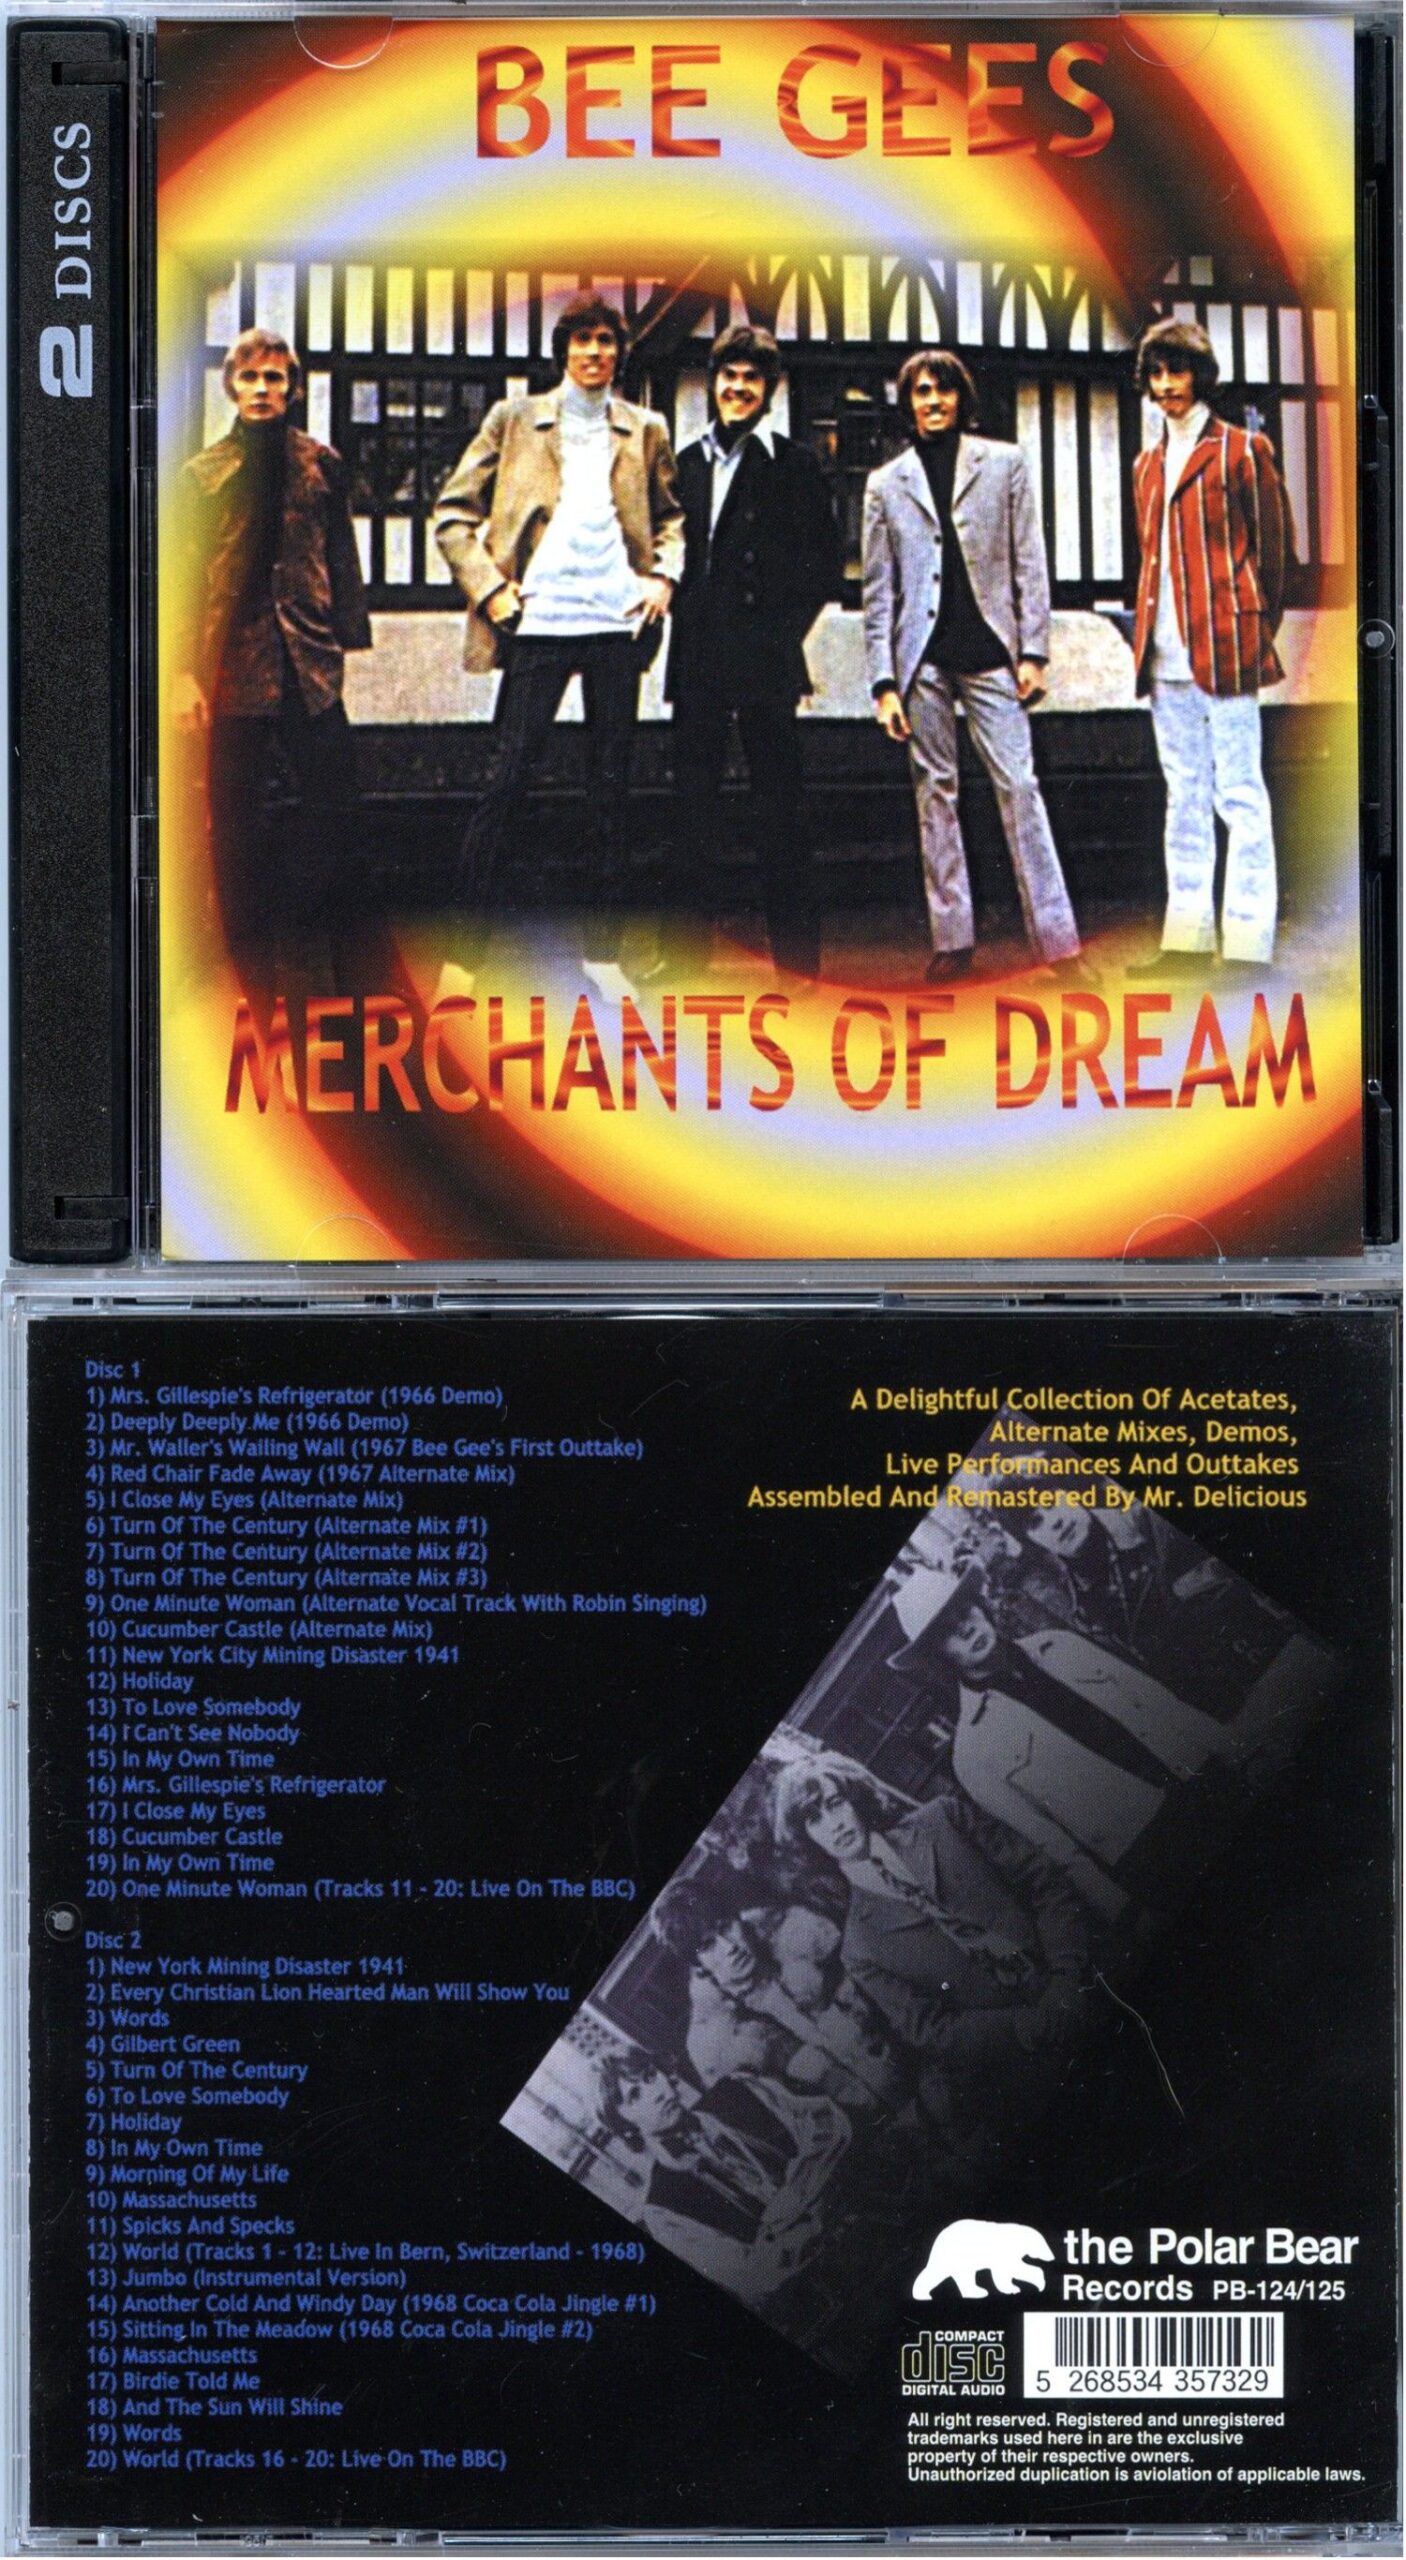 2 DISCS
BEE GEES
MERCHANTS OF DREAM
Disc 1
1) Mrs. Gillespie's Refrigerator (1966 Demo)
2) Deeply Deeply Me (1966 Demo)
3) Mr. Waller's Wailing Wall (1967 Bee Gee's First Outtake)
4) Red Chair Fade Away (1967 Alternate Mix)
5) I Close My Eyes (Alternate Mix)
6) Turn Of The Century (Alternate Mix #1)
7) Turn Of The Century (Alternate Mix #2)
8) Turn Of The Century (Alternate Mix #3)
9) One Minute Woman (Alternate Vocal Track With Robin Singing)
10) Cucumber Castle (Alternate Mix)
11) New York City Mining Disaster 1941
12) Holiday
13) To Love Somebody
14) I Can't See Nobody
15) In My Own Time
16) Mrs. Gillespie's Refrigerator
17) I Close My Eyes
18) Cucumber Castle
19) In My Own Time
20) One Minute Woman (Tracks 11 - 20: Live On The BBC)
Disc 2
1) New York Mining Disaster 1941
2) Every Christian Lion Hearted Man Will Show You
3) Words
4) Gilbert Green
5) Turn Of The Century
6) To Love Somebody
7) Holiday
8) In My Own Time
9) Morning Of My Life
10) Massachusetts
11) Spicks And Specks
12) World (Tracks 1 - 12: Live In Bern, Switzerland - 1968)
13) Jumbo (Instrumental Version)
14) Another Cold And Windy Day (1968 Coca Cola Jingle #1)
15) Sitting In The Meadow (1968 Coca Cola Jingle #2)
16) Massachusetts
17) Birdie Told Me
18) And The Sun Will Shine
19) Words
20) World (Tracks 16 - 20: Live On The BBC)
A Delightful Collection Of Acetates,
Alternate Mixes, Demos,
Live Performances And Outtakes
Assembled And Remastered By Mr. Delicious
the Polar Bear
Records PB-124/125
COMPACT
disc
DIGITAL AUDIO
5 268534 357329
All right reserved. Registered and unregistered
trademarks used here in are the exclusive
property of their respective owners.
Unauthorized duplication is aviolation of applicable laws.